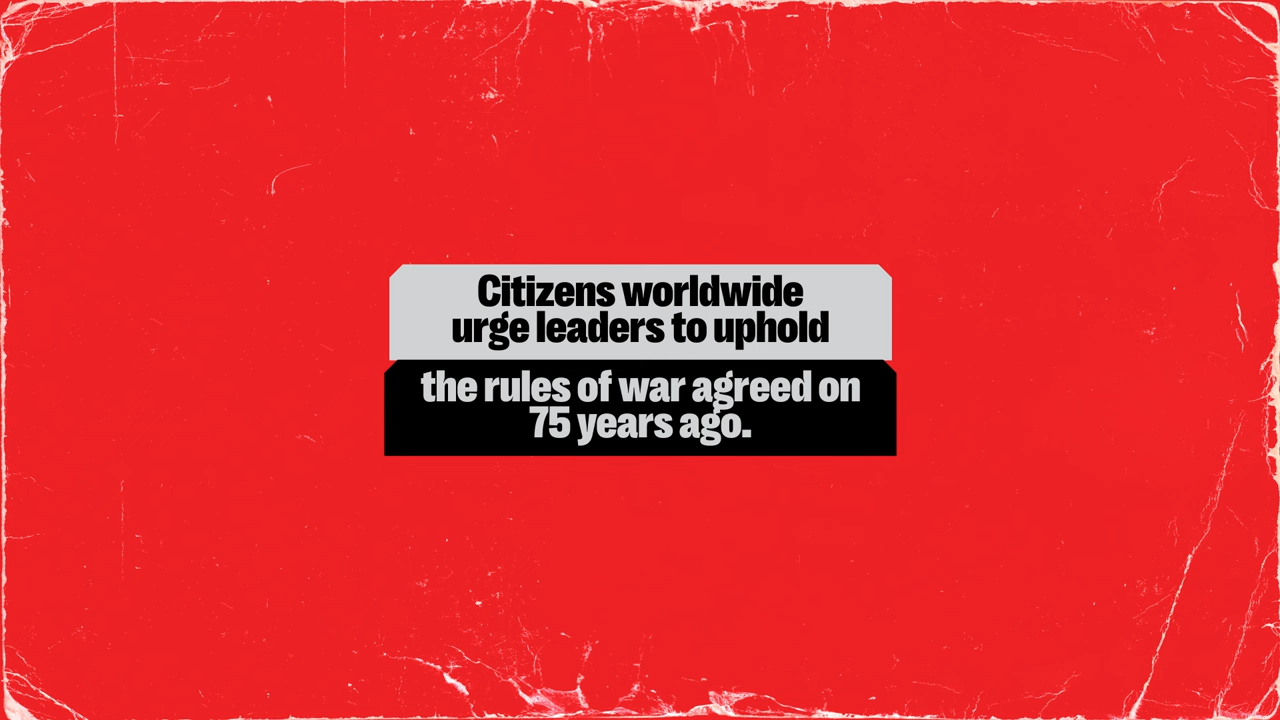 Citizens worldwide
urge leaders to uphold
the rules of war agreed on
75 years ago.